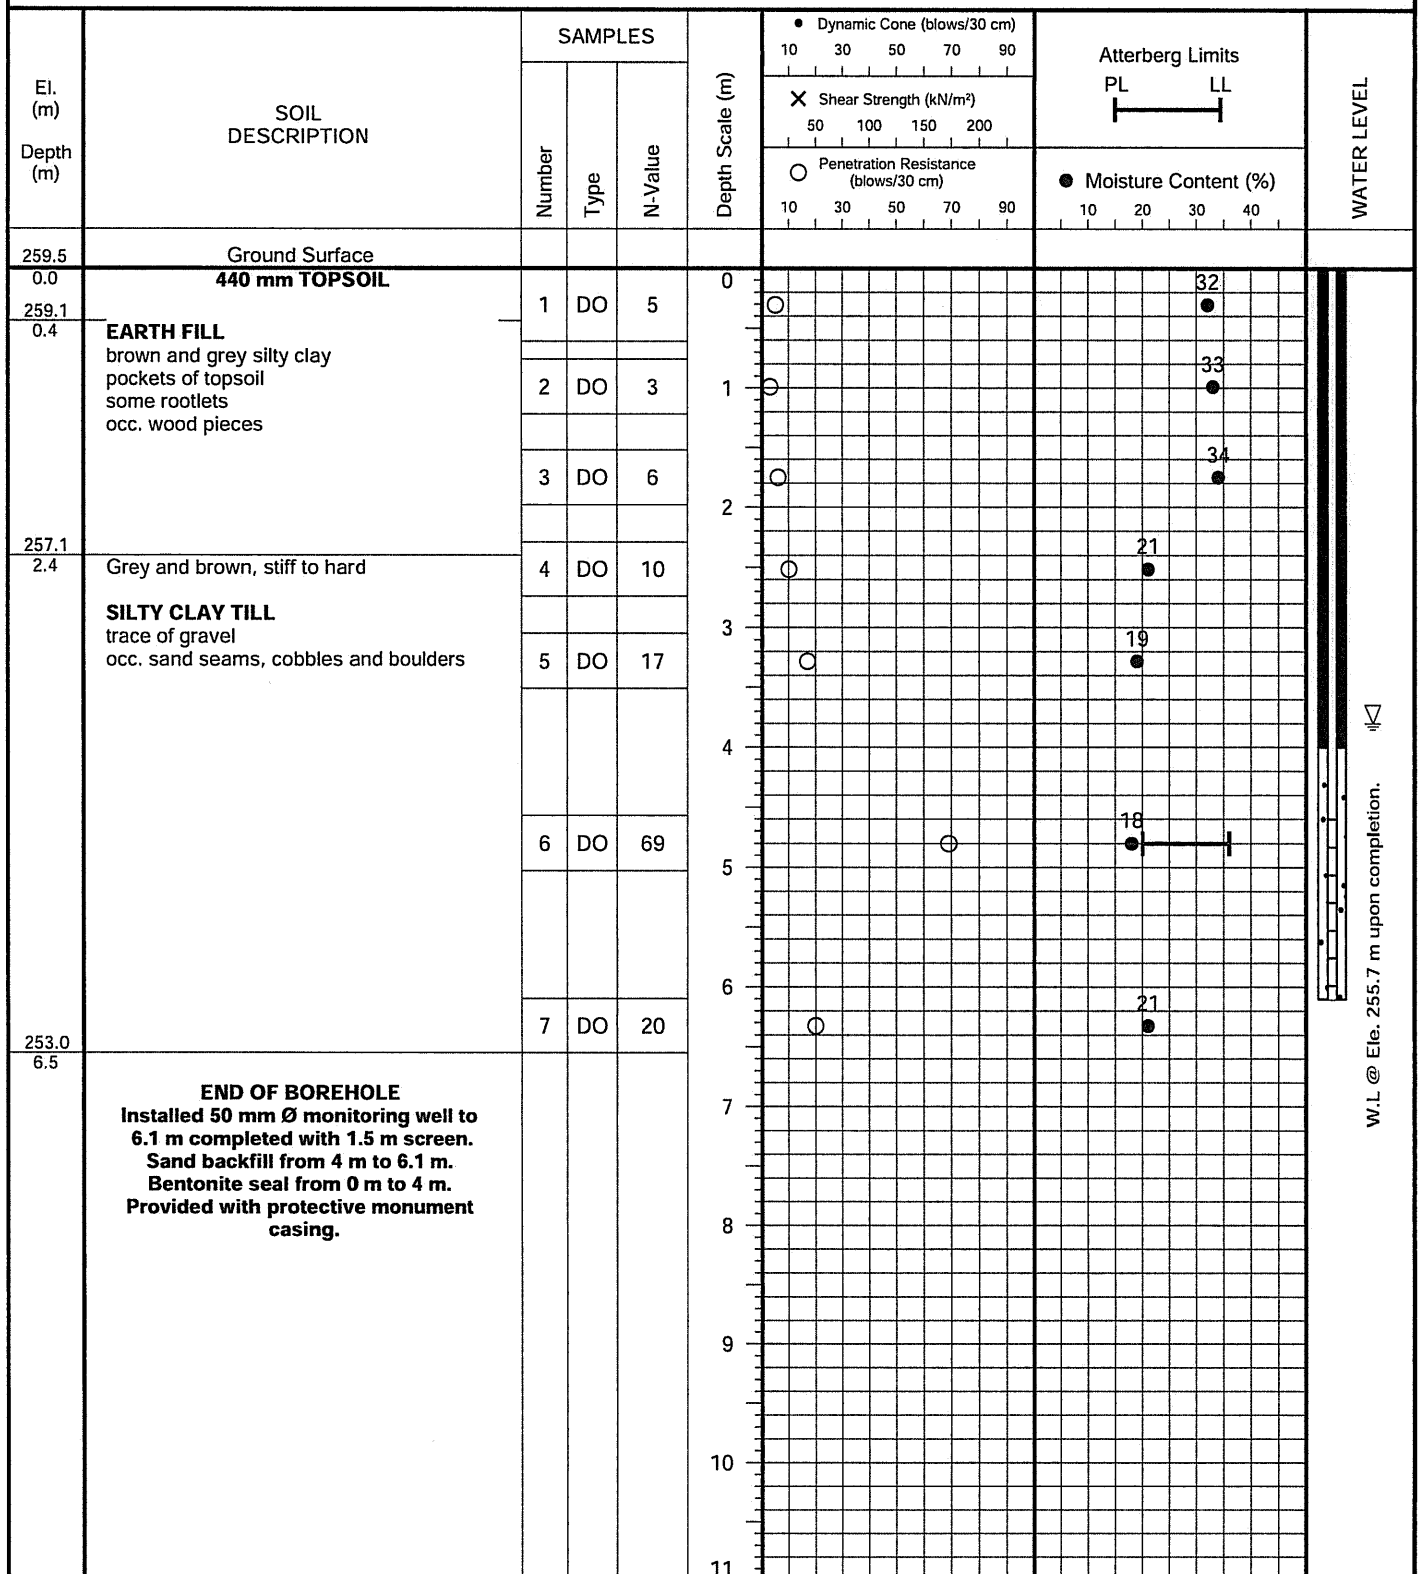 El.
(m)
Depth
(m)
SOIL
DESCRIPTION
SAMPLES
Number
Type
N-Value
Depth Scale (m)
• Dynamic Cone (blows/30 cm)
10 30 50 70 90
X Shear Strength (kN/m²)
50 100 150 200
O Penetration Resistance
(blows/30 cm)
10 30 50 70 90
Atterberg Limits
PL LL
● Moisture Content (%)
10 20 30 40
WATER LEVEL
259.5 Ground Surface
0.0 440 mm TOPSOIL 0
32
259.1 1 DO 5
0.4 EARTH FILL
brown and grey silty clay
33
pockets of topsoil
2 DO 3 1
some rootlets
occ. wood pieces
34
3 DO 6
2
257.1 21
2.4 Grey and brown, stiff to hard 4 DO 10
SILTY CLAY TILL
3
trace of gravel 19
occ. sand seams, cobbles and boulders 5 DO 17
4
18
6 DO 69
5
6
21
7 DO 20
253.0
6.5
END OF BOREHOLE
Installed 50 mm Ø monitoring well to
7
6.1 m completed with 1.5 m screen.
Sand backfill from 4 m to 6.1 m.
Bentonite seal from 0 m to 4 m.
Provided with protective monument
casing.
8
9
10
11
W.L @ Ele. 255.7 m upon completion.